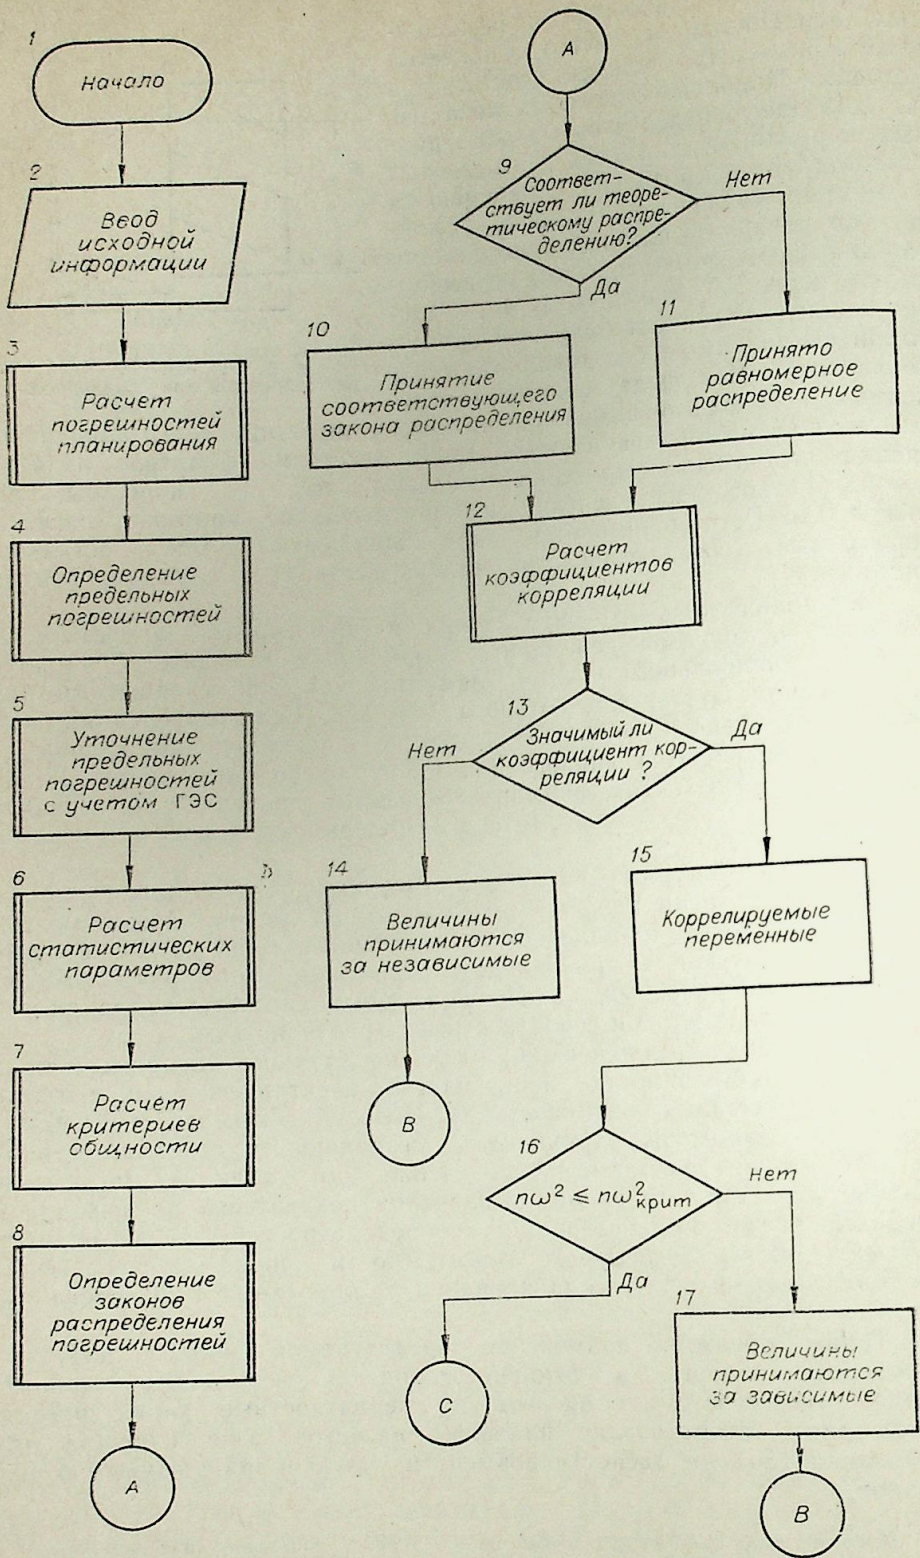 1
Начало
2
Ввод
исходной
информации
3
Расчет
погрешностей
планирования
4
Определение
предельных
погрешностей
5
Уточнение
предельных
погрешностей
с учетом ГЭС
6
Расчет
статистических
параметров
7
Расчет
критериев
общности
8
Определение
законов
распределения
погрешностей
А
А
9
Соответ-
ствует ли теоре-
тическому распре-
делению?
Нет
Да
10
Принятие
соответствующего
закона распределения
11
Принято
равномерное
распределение
12
Расчет
коэффициентов
корреляции
13
Значимый ли
коэффициент кор-
реляции ?
Нет
Да
14
Величины
принимаются
за независимые
15
Коррелируемые
переменные
В
16
nω² ≤ nω²крит
Нет
Да
17
Величины
принимаются
за зависимые
С
В